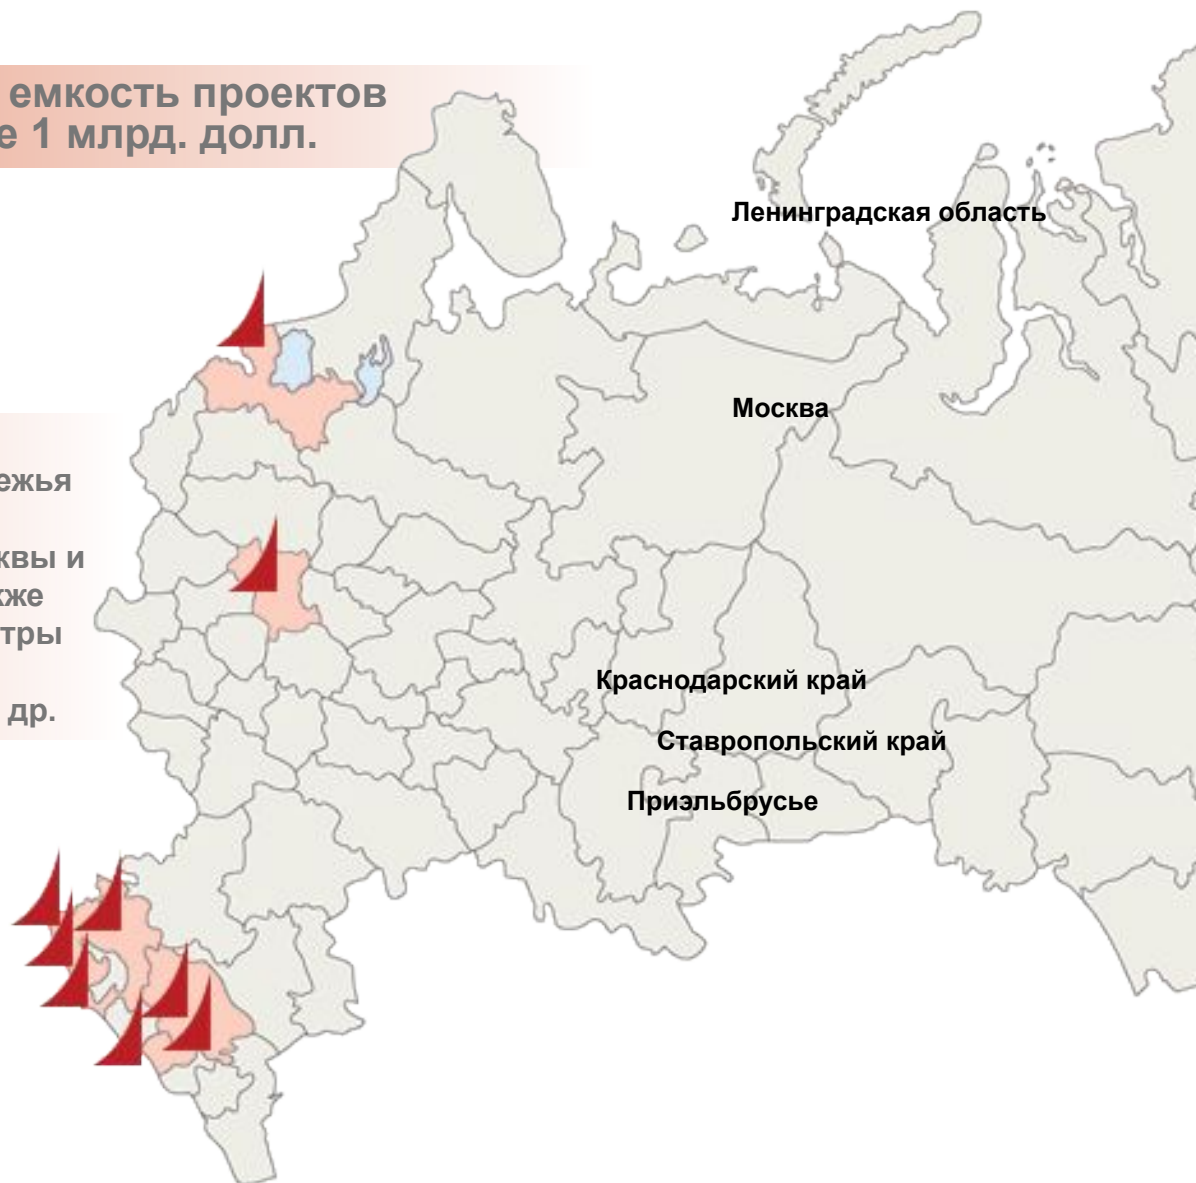 емкость проектов
е 1 млрд. долл.
Ленинградская область
Москва
ежья
квы и
кже
тры
др.
Краснодарский край
Ставропольский край
Приэльбрусье